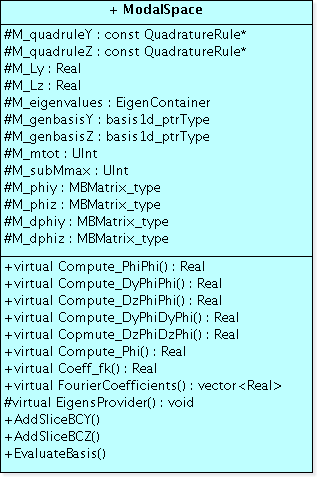 + ModalSpace
#M_quadruleY : const QuadratureRule*
#M_quadruleZ : const QuadratureRule*
#M_Ly : Real
#M_Lz : Real
#M_eigenvalues : EigenContainer
#M_genbasisY : basis1d_ptrType
#M_genbasisZ : basis1d_ptrType
#M_mtot : UInt
#M_subMmax : UInt
#M_phiy : MBMatrix_type
#M_phiz : MBMatrix_type
#M_dphiy : MBMatrix_type
#M_dphiz : MBMatrix_type
+virtual Compute_PhiPhi() : Real
+virtual Compute_DyPhiPhi() : Real
+virtual Compute_DzPhiPhi() : Real
+virtual Compute_DyPhiDyPhi() : Real
+virtual Copmute_DzPhiDzPhi() : Real
+virtual Compute_Phi() : Real
+virtual Coeff_fk() : Real
+virtual FourierCoefficients() : vector<Real>
#virtual EigensProvider() : void
+AddSliceBCY()
+AddSliceBCZ()
+EvaluateBasis()